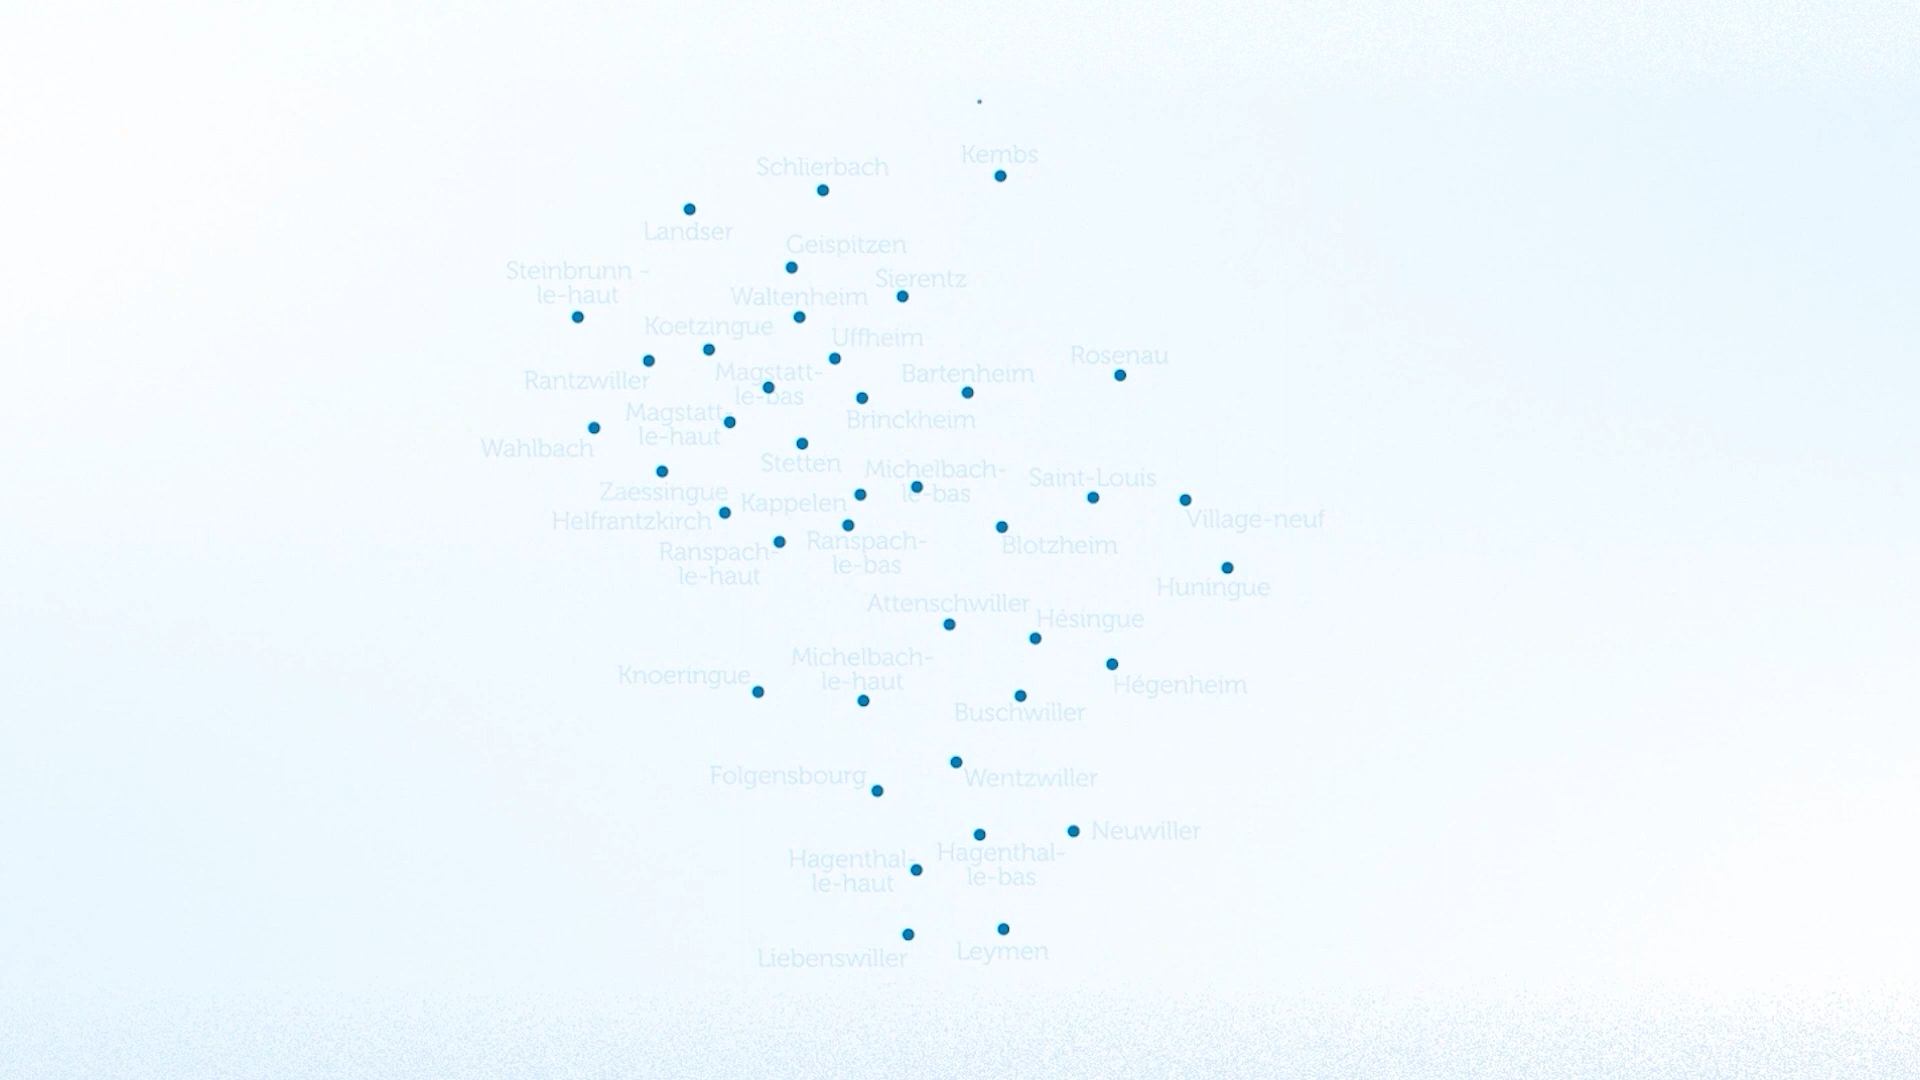 Kembs
Schlierbach
Landser
Geispitzen
Steinbrunn -
le-haut
Sierentz
Waltenheim
Koetzingue
Uffheim
Rosenau
Rantzwiller
Magstatt-
le-bas
Bartenheim
Brinckheim
Magstatt-
le-haut
Wahlbach
Stetten
Michelbach-
le-bas
Saint-Louis
Zaessingue
Kappelen
Village-neuf
Helfrantzkirch
Ranspach-
le-haut
Ranspach-
le-bas
Blotzheim
Huningue
Attenschwiller
Hésingue
Michelbach-
le-haut
Knoeringue
Hégenheim
Buschwiller
Folgensbourg
Wentzwiller
Neuwiller
Hagenthal-
le-haut
Hagenthal-
le-bas
Liebenswiller
Leymen